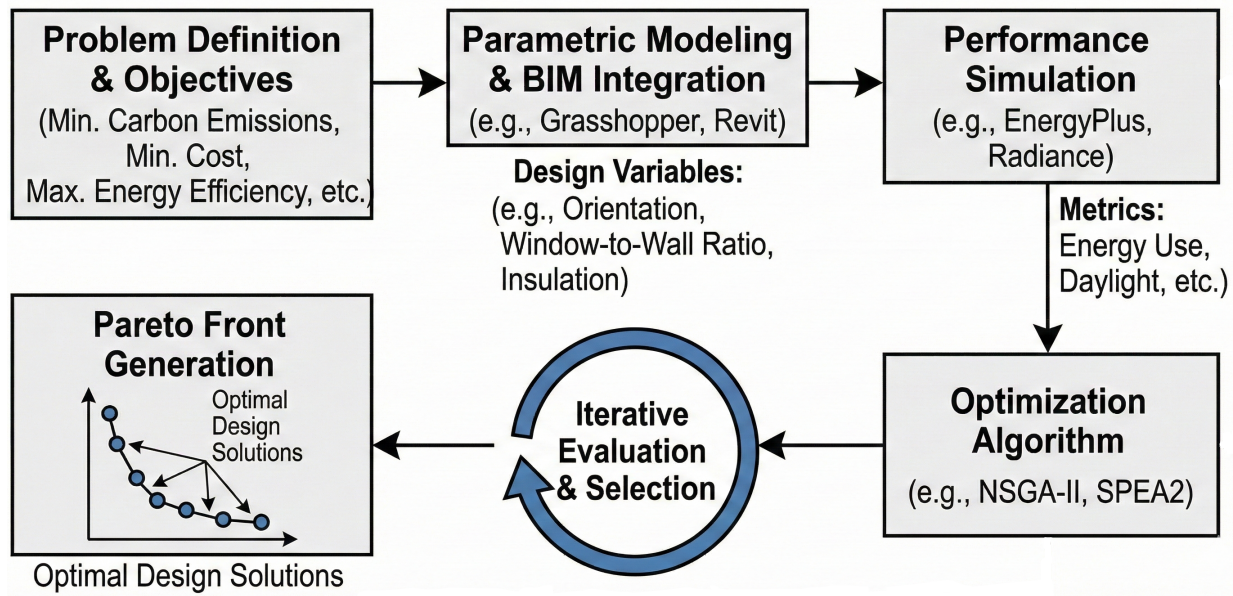 Problem Definition
& Objectives
(Min. Carbon Emissions,
Min. Cost,
Max. Energy Efficiency, etc.)
Parametric Modeling
& BIM Integration
(e.g., Grasshopper, Revit)
Design Variables:
(e.g., Orientation,
Window-to-Wall Ratio,
Insulation)
Performance
Simulation
(e.g., EnergyPlus,
Radiance)
Metrics:
Energy Use,
Daylight, etc.)
Optimization
Algorithm
(e.g., NSGA-II, SPEA2)
Iterative
Evaluation
& Selection
Pareto Front
Generation
Optimal
Design
Solutions
Optimal Design Solutions